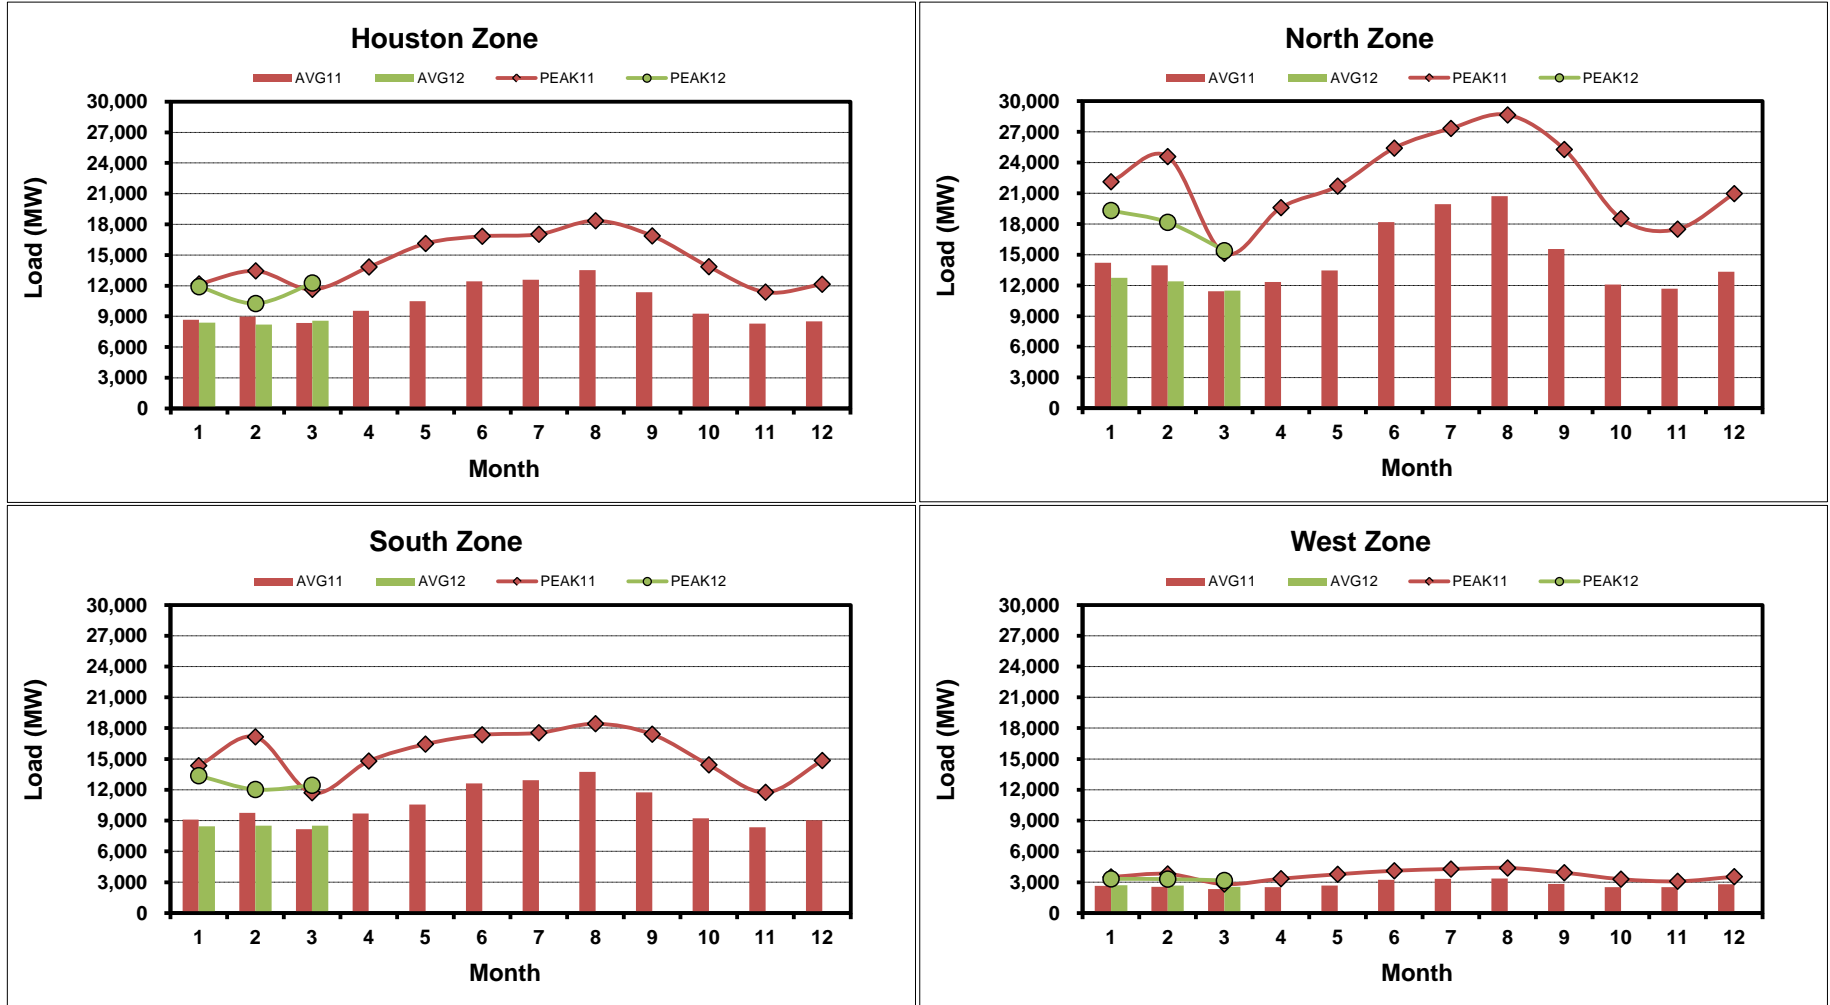 Houston Zone
AVG11 AVG12 PEAK11 PEAK12
30,000
27,000
24,000
21,000
18,000
15,000
12,000
9,000
6,000
3,000
0
Load (MW)
1 2 3 4 5 6 7 8 9 10 11 12
Month
North Zone
AVG11 AVG12 PEAK11 PEAK12
30,000
27,000
24,000
21,000
18,000
15,000
12,000
9,000
6,000
3,000
0
Load (MW)
1 2 3 4 5 6 7 8 9 10 11 12
Month
South Zone
AVG11 AVG12 PEAK11 PEAK12
30,000
27,000
24,000
21,000
18,000
15,000
12,000
9,000
6,000
3,000
0
Load (MW)
1 2 3 4 5 6 7 8 9 10 11 12
Month
West Zone
AVG11 AVG12 PEAK11 PEAK12
30,000
27,000
24,000
21,000
18,000
15,000
12,000
9,000
6,000
3,000
0
Load (MW)
1 2 3 4 5 6 7 8 9 10 11 12
Month